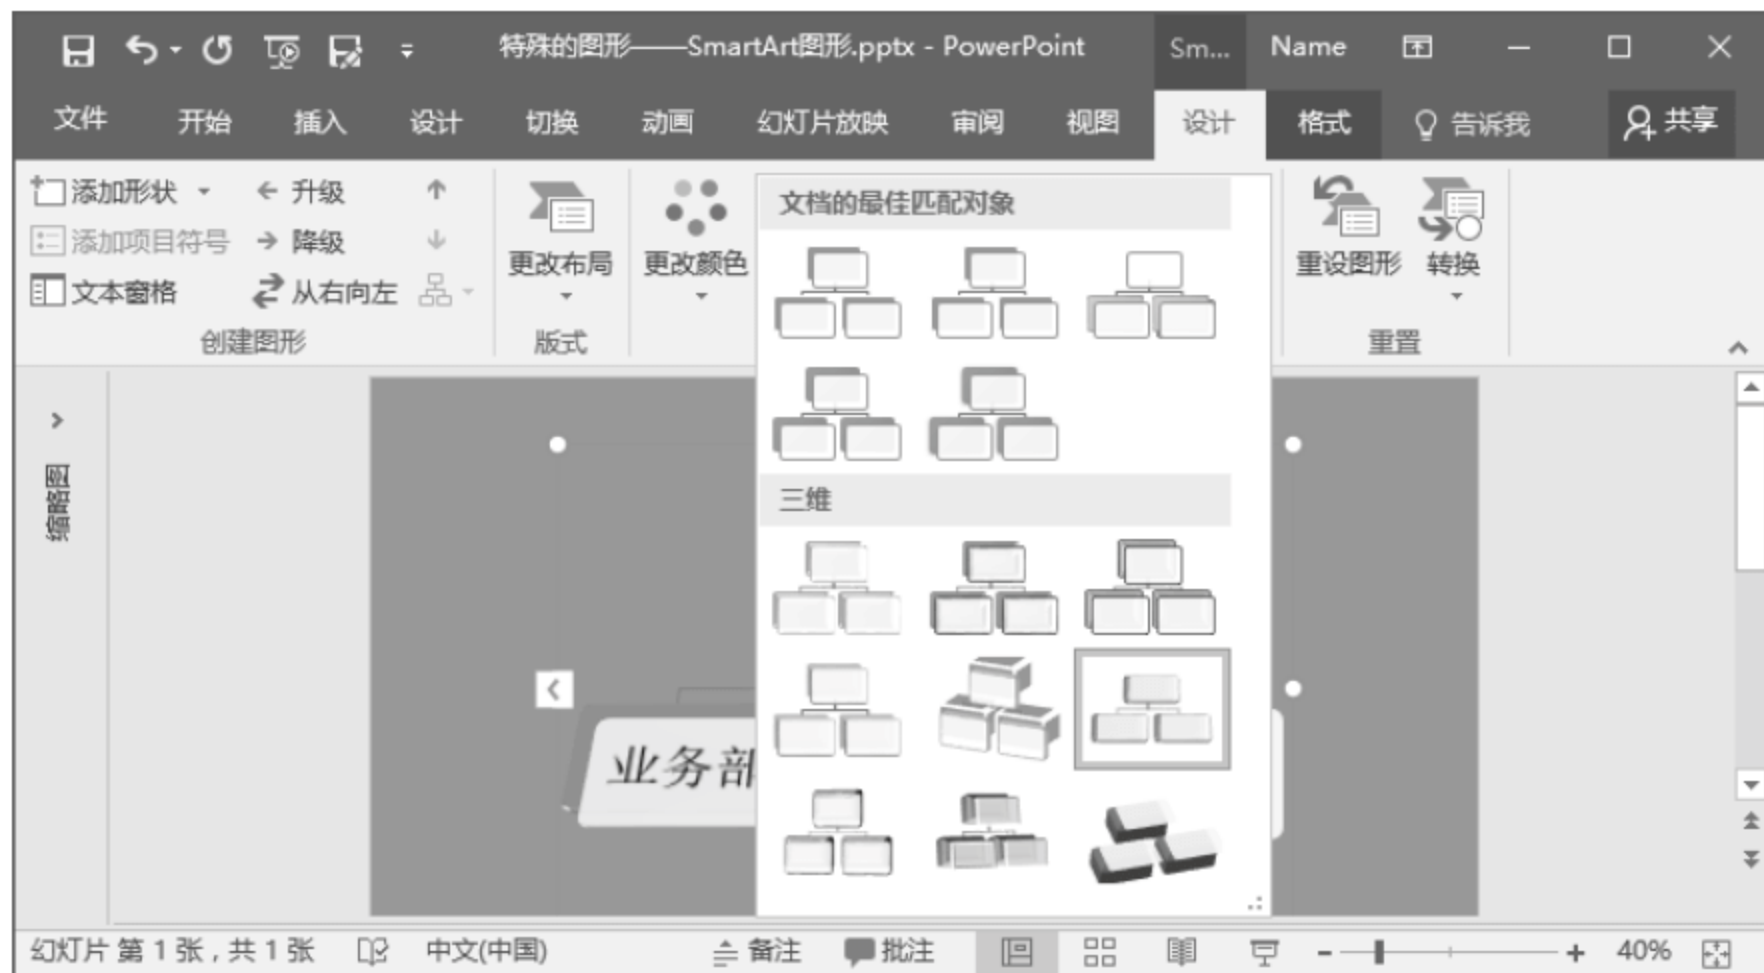 特殊的图形——SmartArt图形.pptx - PowerPoint Sm... Name
文件 开始 插入 设计 切换 动画 幻灯片放映 审阅 视图 设计 格式 告诉我 共享
添加形状 升级
添加项目符号 降级
文本窗格 从右向左
创建图形
更改布局
版式
更改颜色
文档的最佳匹配对象
三维
重设图形 转换
重置
缩略图
业务部
幻灯片 第 1 张，共 1 张 中文(中国) 备注 批注 40%